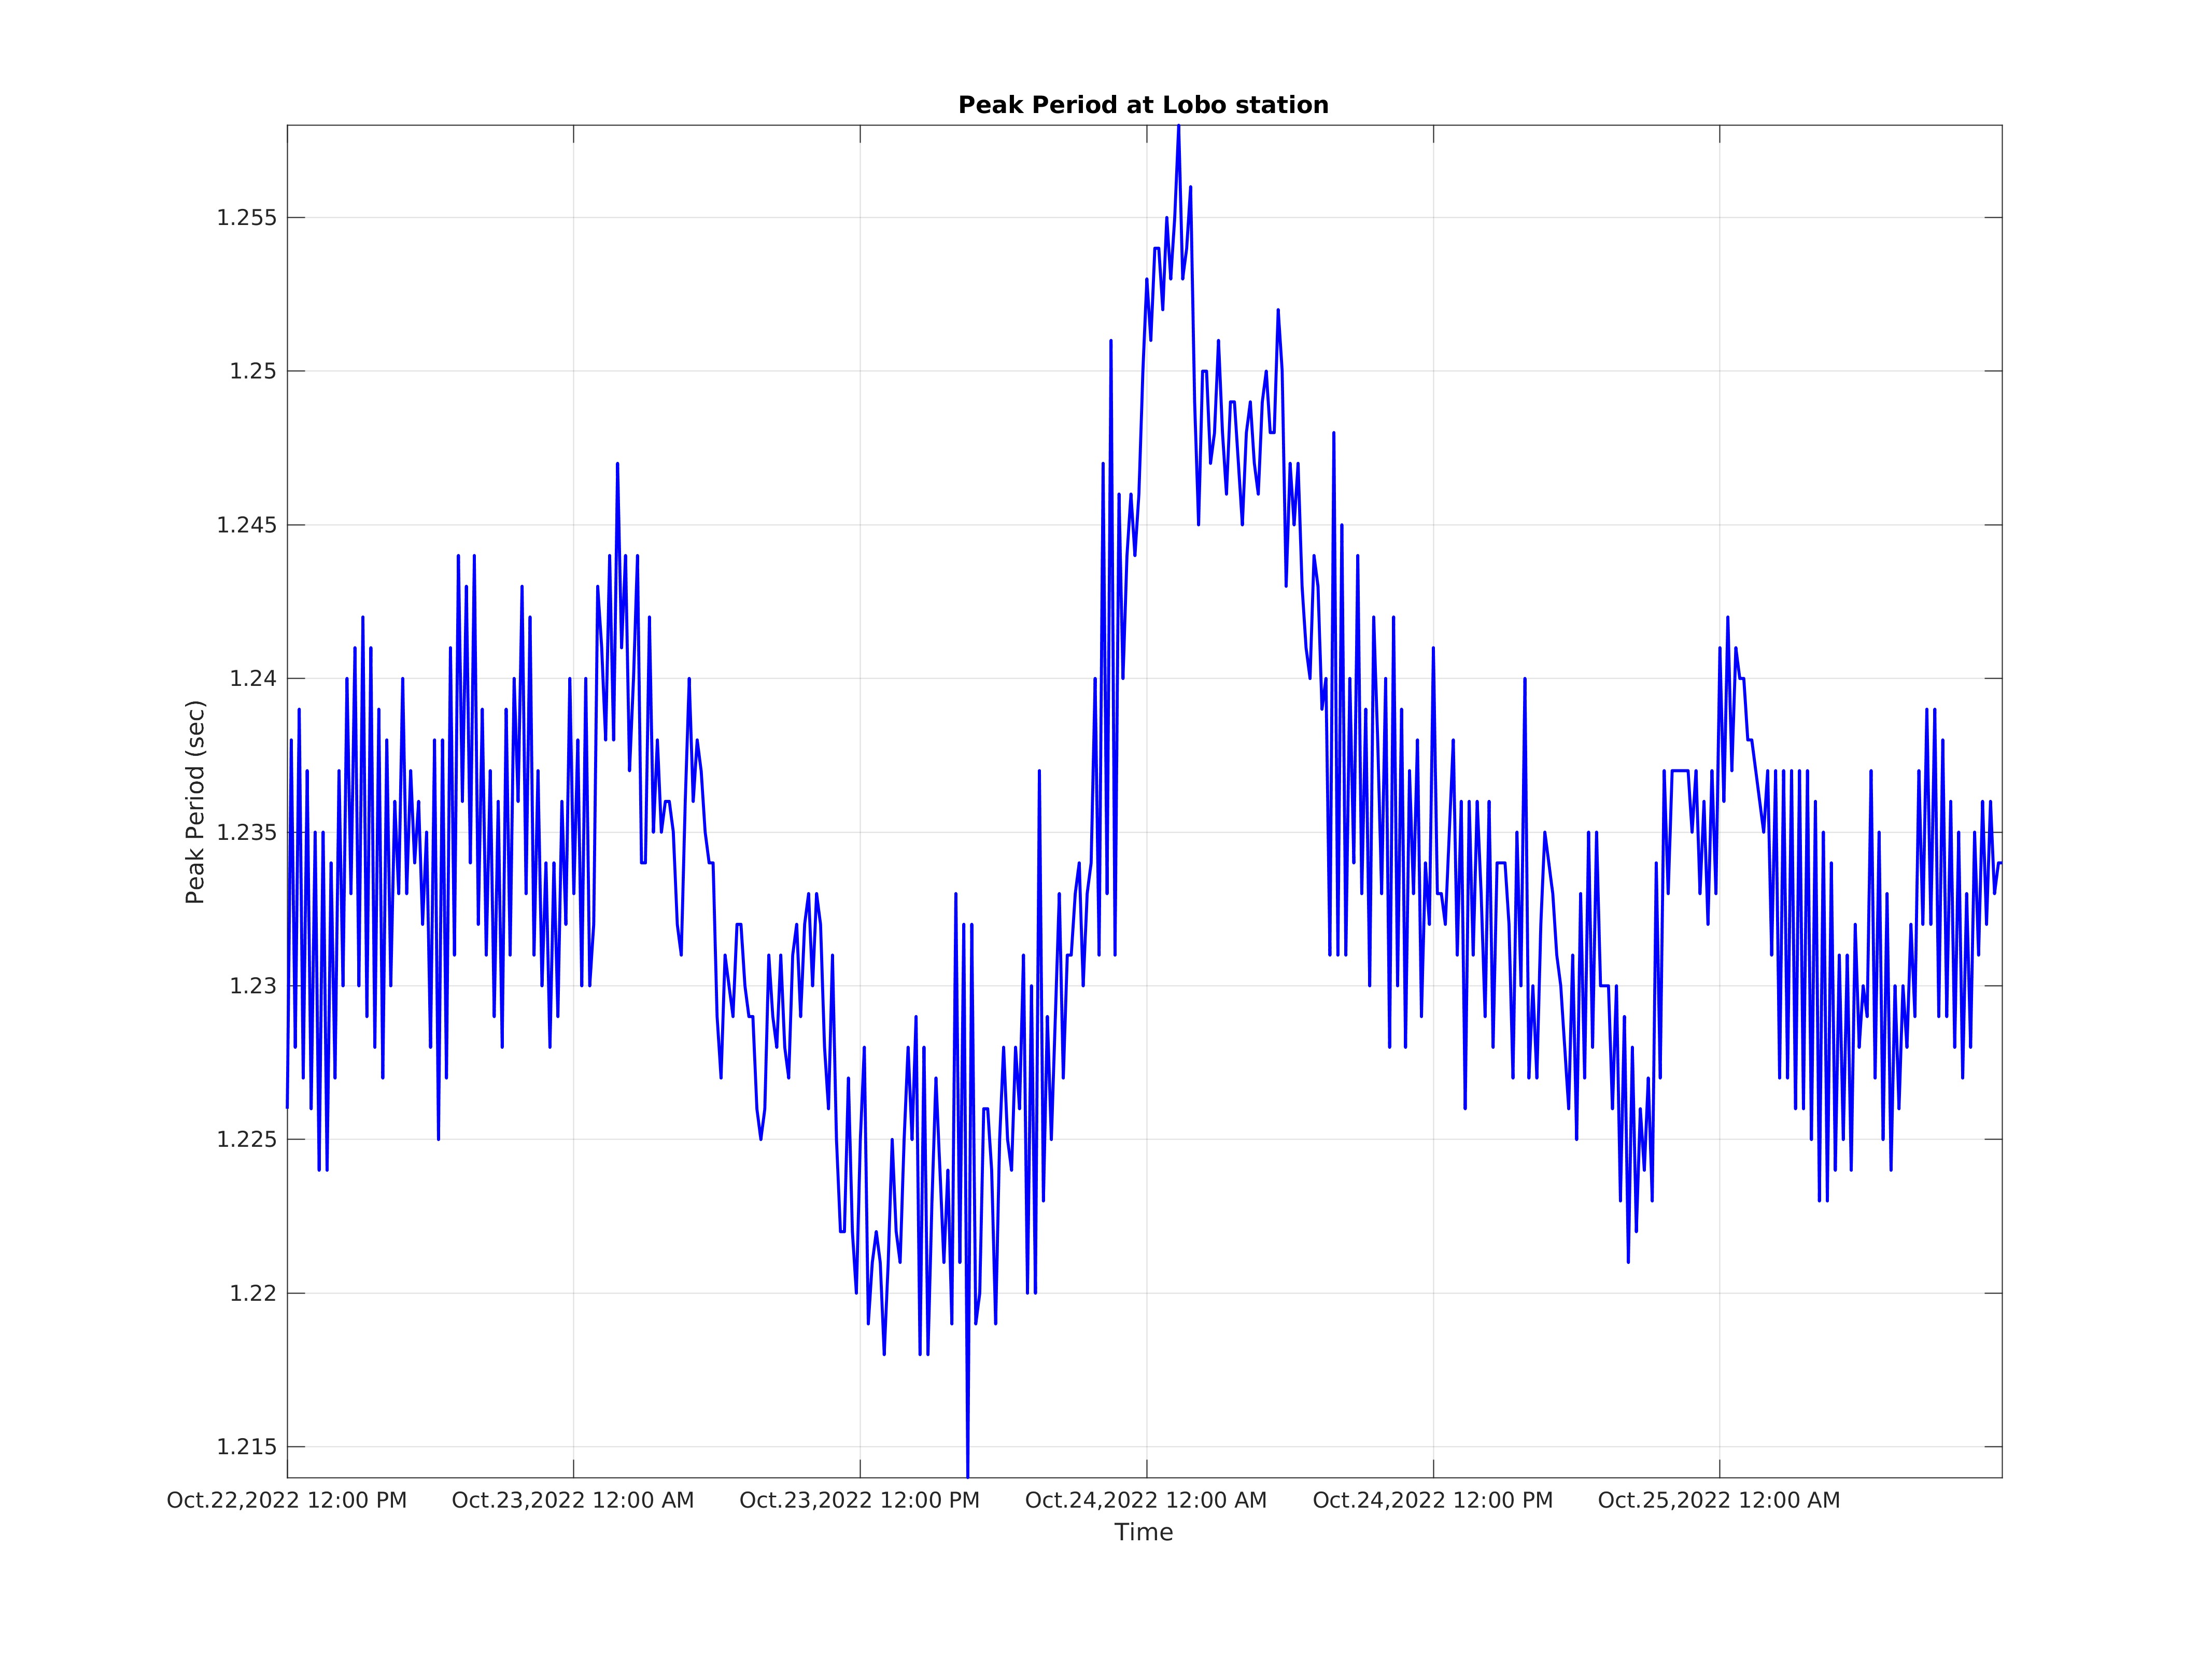 Peak Period at Lobo station
1.255
1.25
1.245
1.24
1.235
1.23
1.225
1.22
1.215
Peak Period (sec)
Oct.22,2022 12:00 PM
Oct.23,2022 12:00 AM
Oct.23,2022 12:00 PM
Oct.24,2022 12:00 AM
Oct.24,2022 12:00 PM
Oct.25,2022 12:00 AM
Time